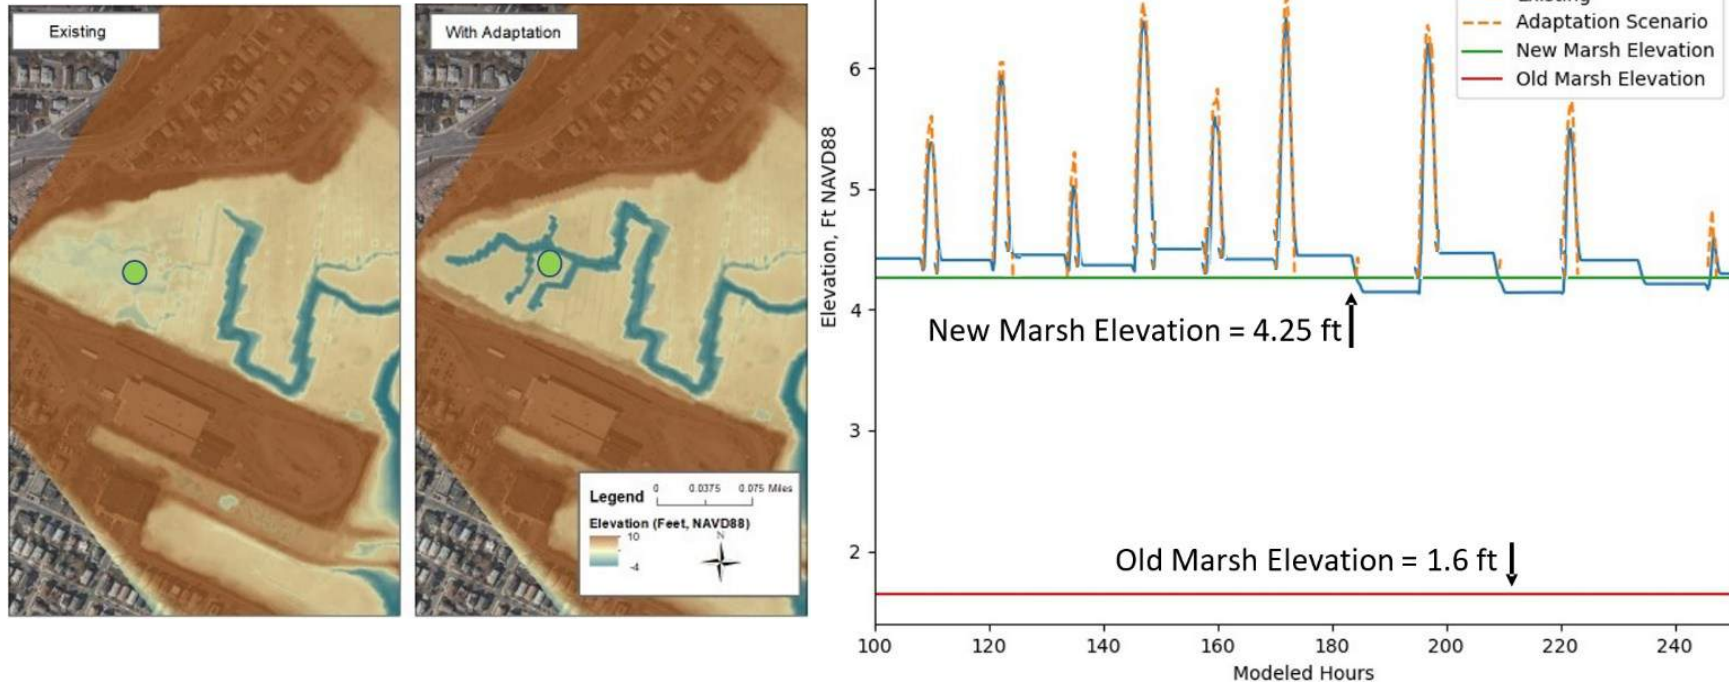 Existing
With Adaptation
Legend
0 0.0375 0.075 Miles
Elevation (Feet, NAVD88)
10
-4
N
Existing
Adaptation Scenario
New Marsh Elevation
Old Marsh Elevation
Elevation, Ft NAVD88
6
5
4
3
2
New Marsh Elevation = 4.25 ft
Old Marsh Elevation = 1.6 ft
100 120 140 160 180 200 220 240
Modeled Hours